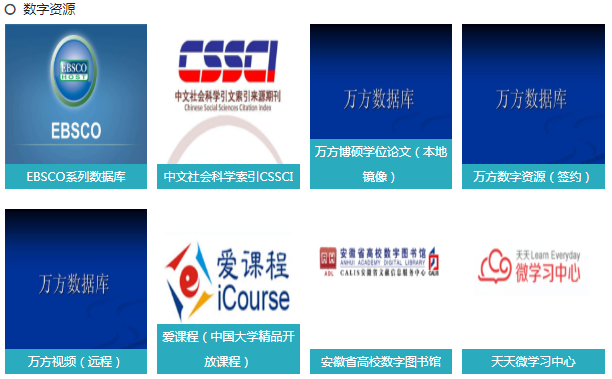 数字资源
EBSCO
HOST
EBSCO
EBSCO系列数据库
CSSCI
中文社会科学引文索引来源期刊
Chinese Social Sciences Citation Index
中文社会科学索引CSSCI
万方数据库
万方博硕学位论文（本地
镜像）
万方数据库
万方数字资源（签约）
万方数据库
万方视频（远程）
爱课程
iCourse
爱课程（中国大学精品开
放课程）
安徽省高校数字图书馆
ANHUI ACADEMY DIGITAL LIBRARY
ADL
CALIS安徽省文献信息服务中心
CALIS
安徽省高校数字图书馆
天天Learn Everyday
微学习中心
天天微学习中心